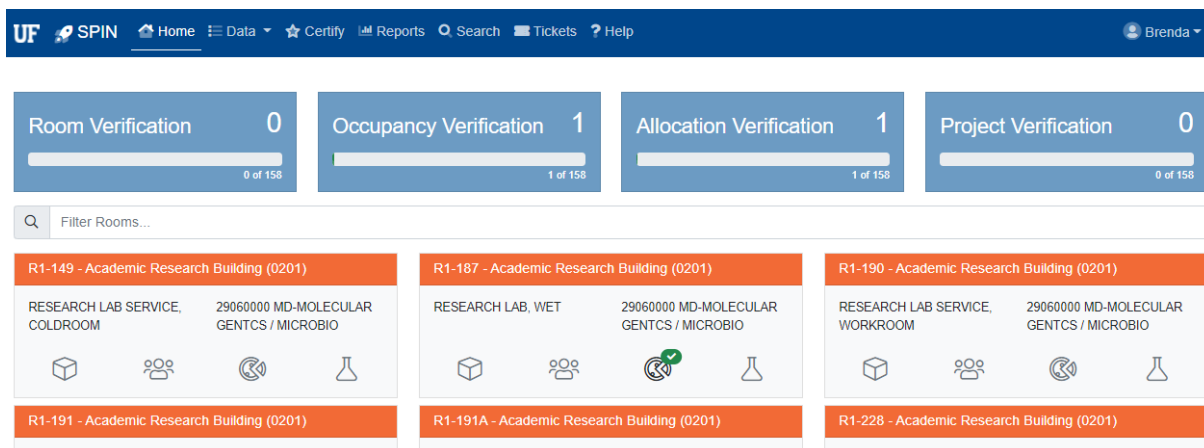 UF SPIN Home Data Certify Reports Search Tickets ? Help Brenda
Room Verification 0
0 of 158
Occupancy Verification 1
1 of 158
Allocation Verification 1
1 of 158
Project Verification 0
0 of 158
Filter Rooms...
R1-149 - Academic Research Building (0201)
RESEARCH LAB SERVICE,
COLDROOM
29060000 MD-MOLECULAR
GENTCS / MICROBIO
R1-187 - Academic Research Building (0201)
RESEARCH LAB, WET
29060000 MD-MOLECULAR
GENTCS / MICROBIO
R1-190 - Academic Research Building (0201)
RESEARCH LAB SERVICE,
WORKROOM
29060000 MD-MOLECULAR
GENTCS / MICROBIO
R1-191 - Academic Research Building (0201)
R1-191A - Academic Research Building (0201)
R1-228 - Academic Research Building (0201)